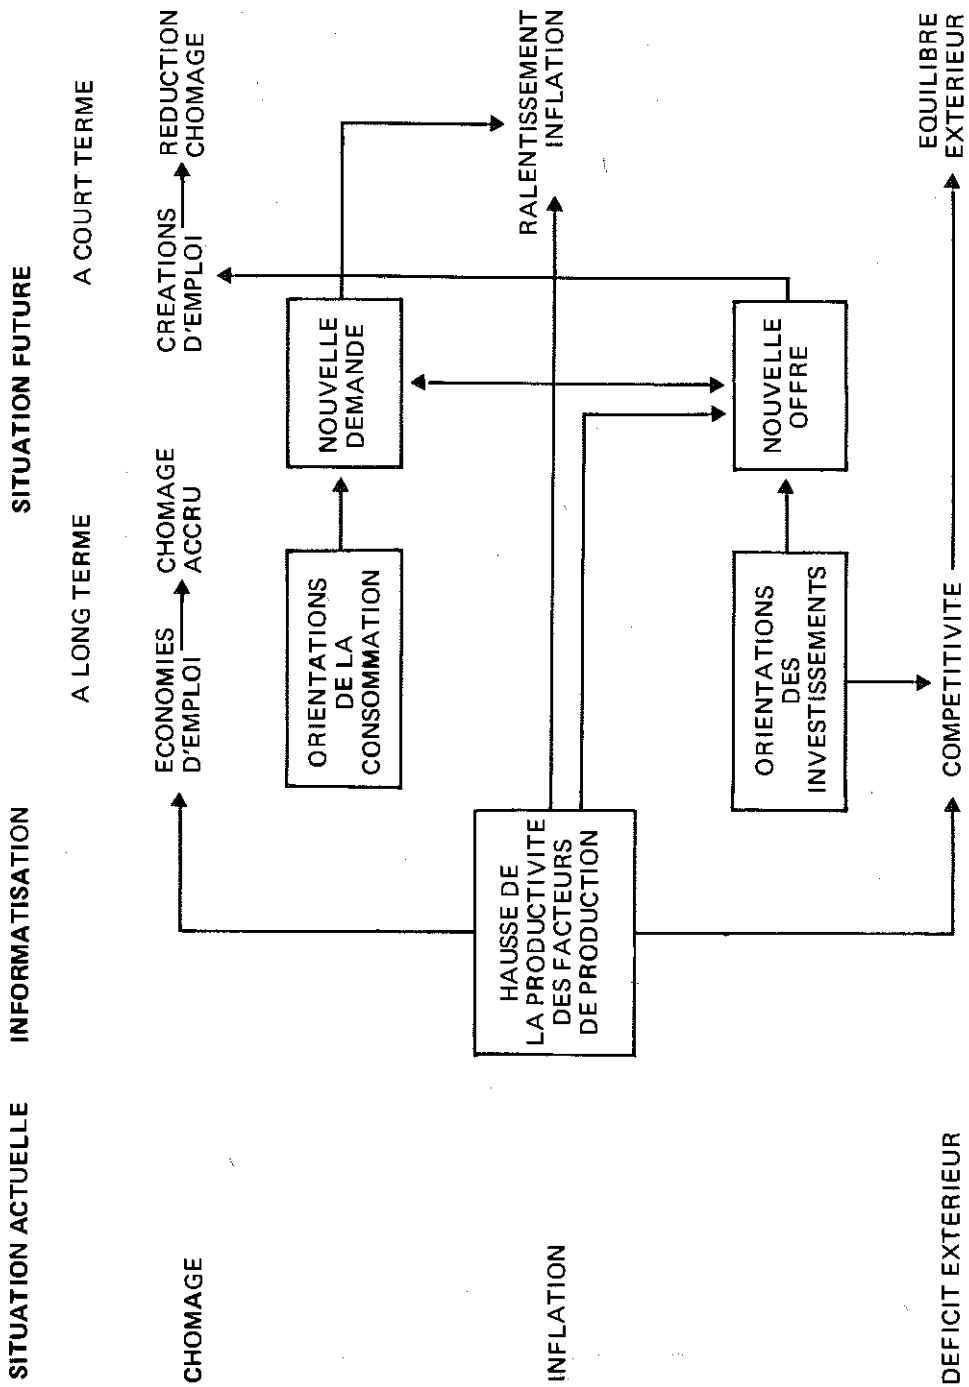 SITUATION ACTUELLE
INFORMATISATION
SITUATION FUTURE
A LONG TERME
A COURT TERME
CHOMAGE
ECONOMIES
D'EMPLOI
CHOMAGE
ACCRU
CREATIONS
D'EMPLOI
REDUCTION
CHOMAGE
ORIENTATIONS
DE LA
CONSOMMATION
NOUVELLE
DEMANDE
INFLATION
HAUSSE DE
LA PRODUCTIVITE
DES FACTEURS
DE PRODUCTION
RALENTISSEMENT
INFLATION
ORIENTATIONS
DES
INVESTISSEMENTS
NOUVELLE
OFFRE
DEFICIT EXTERIEUR
COMPETITIVITE
EQUILIBRE
EXTERIEUR